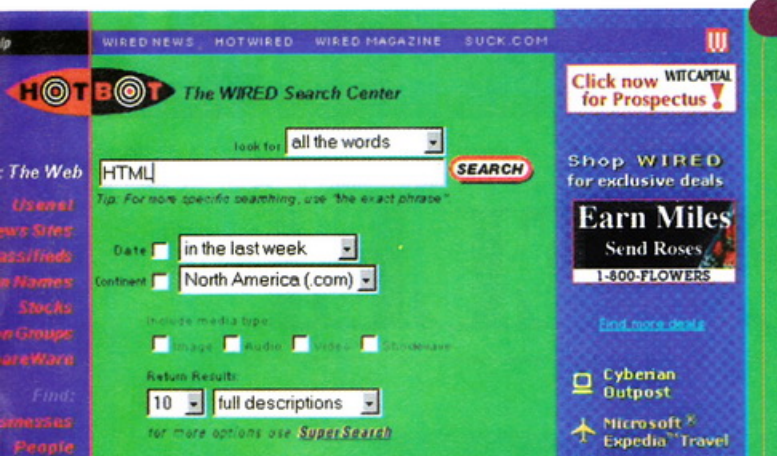 WIRED NEWS, HOTWIRED WIRED MAGAZINE SUCK.COM
HOTBOT The WIRED Search Center
look for all the words
The Web HTML SEARCH
Tip: For more specific searching, use "the exact phrase"
Usenet
Date in the last week
Continent North America (.com)
Stocks
Include media type:
Image Audio Video Shockwave
Find:
Return Results:
10 full descriptions
for more options use SuperSearch
People
Click now WIT CAPITAL
for Prospectus
Shop WIRED
for exclusive deals
Earn Miles
Send Roses
1-800-FLOWERS
Find more deals
Cyberian
Outpost
Microsoft®
Expedia™ Travel